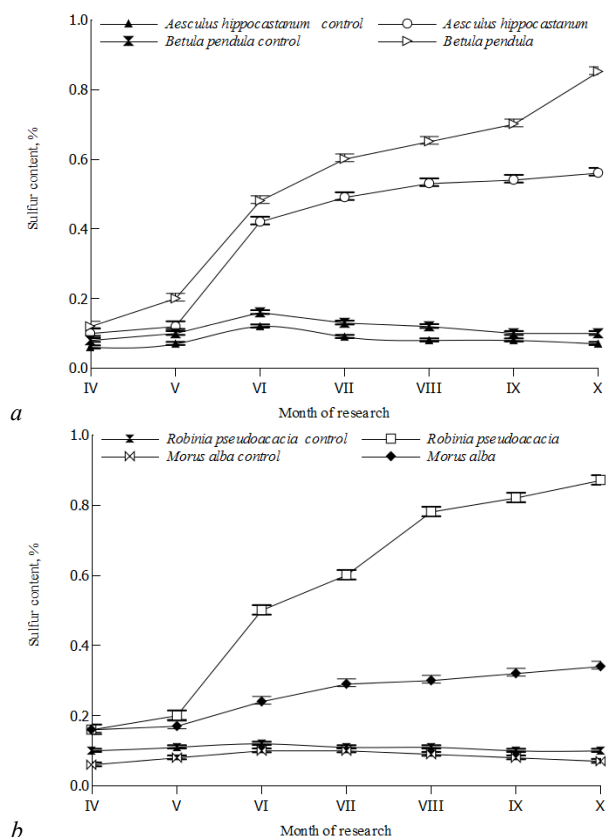 Aesculus hippocastanum control Aesculus hippocastanum
Betula pendula control Betula pendula
1.0
0.8
0.6
0.4
0.2
0.0
Sulfur content, %
IV V VI VII VIII IX X
Month of research
a
Robinia pseudoacacia control Robinia pseudoacacia
Morus alba control Morus alba
1.0
0.8
0.6
0.4
0.2
0.0
Sulfur content, %
IV V VI VII VIII IX X
Month of research
b